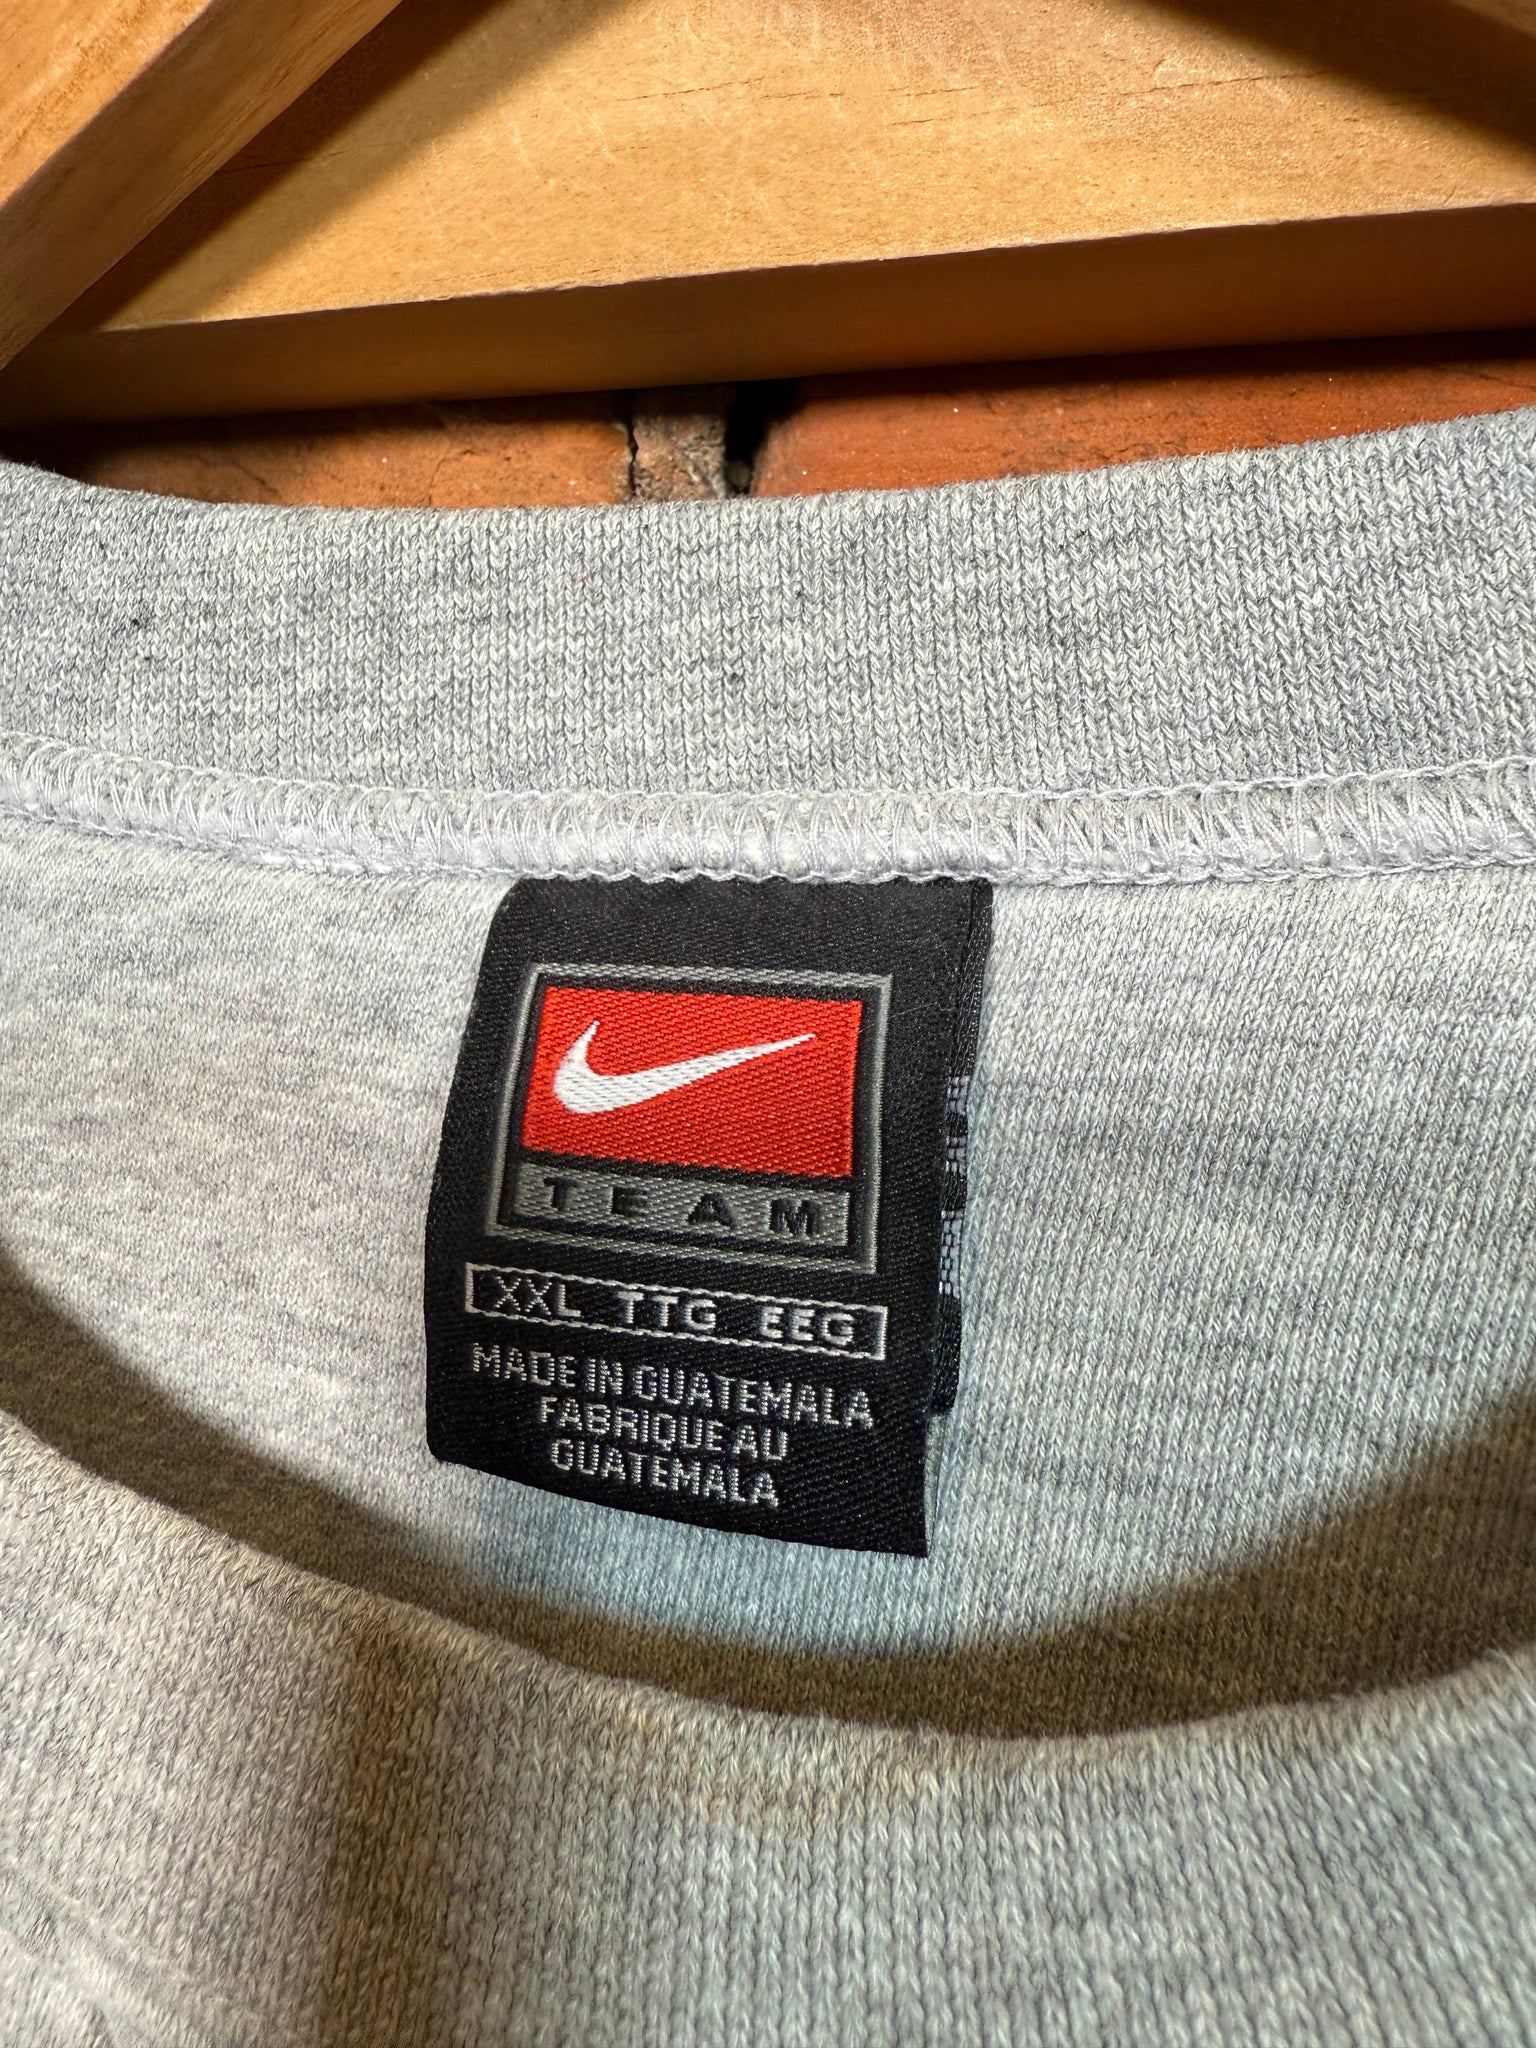 TEAM
XXL TTG EEG
MADE IN GUATEMALA
FABRIQUE AU
GUATEMALA